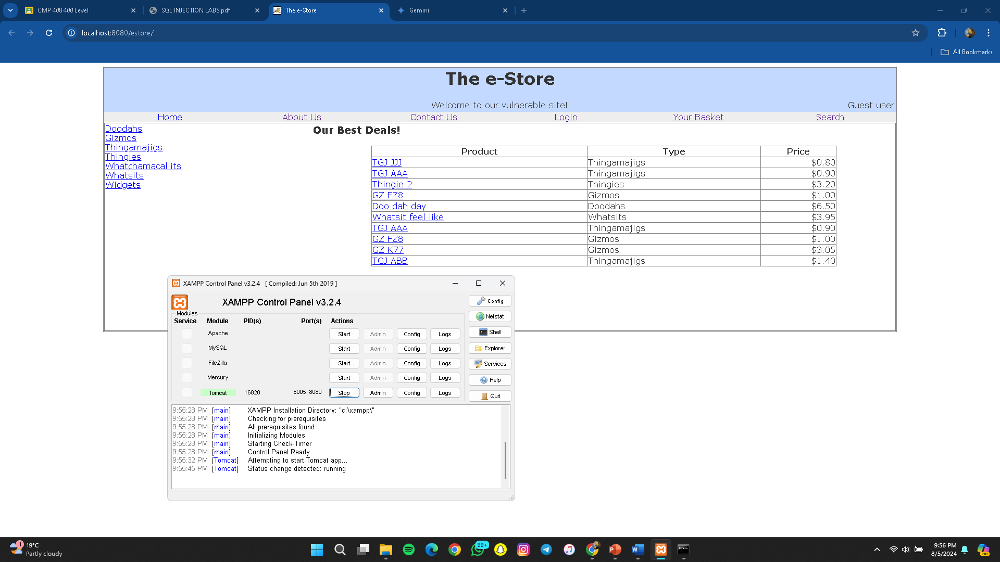 CMP 408 400 Level
SQL INJECTION LABS.pdf
The e-Store
Gemini
localhost:8080/estore/
All Bookmarks
The e-Store
Welcome to our vulnerable site!
Guest user
Home About Us Contact Us Login Your Basket Search
Doodahs
Gizmos
Thingamajigs
Thingies
Whatchamacallits
Whatsits
Widgets
Our Best Deals!
Product Type Price
TGJ JJJ Thingamajigs $0.80
TGJ AAA Thingamajigs $0.90
Thingie 2 Thingies $3.20
GZ FZ8 Gizmos $1.00
Doo dah day Doodahs $6.50
Whatsit feel like Whatsits $3.95
TGJ AAA Thingamajigs $0.90
GZ FZ8 Gizmos $1.00
GZ K77 Gizmos $3.05
TGJ ABB Thingamajigs $1.40
XAMPP Control Panel v3.2.4 [ Compiled: Jun 5th 2019 ]
XAMPP Control Panel v3.2.4
Modules
Service Module PID(s) Port(s) Actions
Apache Start Admin Config Logs
MySQL Start Admin Config Logs
FileZilla Start Admin Config Logs
Mercury Start Admin Config Logs
Tomcat 16820 8005, 8080 Stop Admin Config Logs
Config
Netstat
Shell
Explorer
Services
Help
Quit
9:55:28 PM [main] XAMPP Installation Directory: "c:\xampp\"
9:55:28 PM [main] Checking for prerequisites
9:55:28 PM [main] All prerequisites found
9:55:28 PM [main] Initializing Modules
9:55:28 PM [main] Starting Check-Timer
9:55:28 PM [main] Control Panel Ready
9:55:32 PM [Tomcat] Attempting to start Tomcat app...
9:55:45 PM [Tomcat] Status change detected: running
1
19°C
Partly cloudy
99+
9:56 PM
8/5/2024
PRE